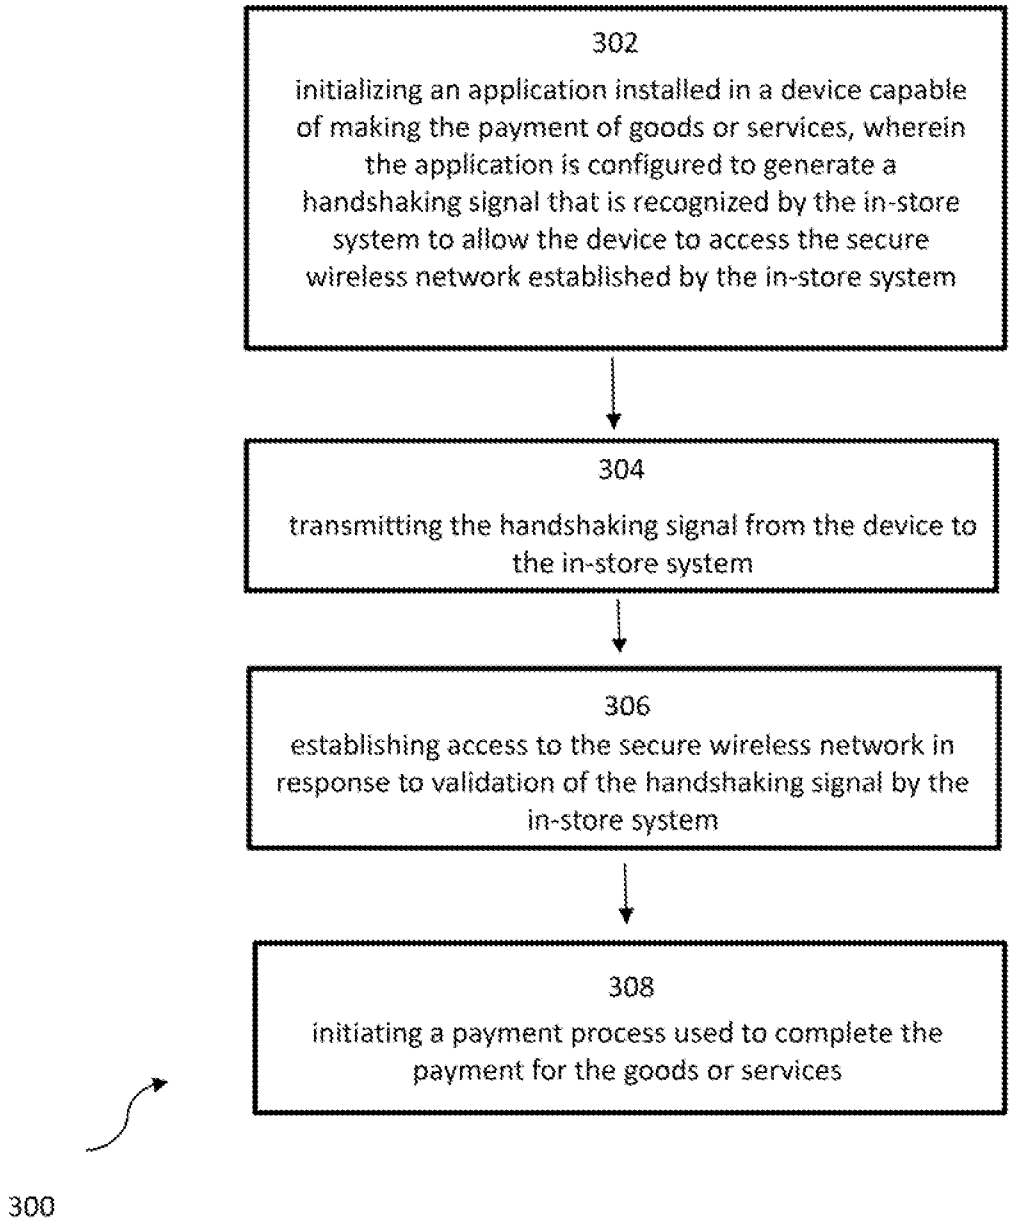 302
initializing an application installed in a device capable
of making the payment of goods or services, wherein
the application is configured to generate a
handshaking signal that is recognized by the in-store
system to allow the device to access the secure
wireless network established by the in-store system
304
transmitting the handshaking signal from the device to
the in-store system
306
establishing access to the secure wireless network in
response to validation of the handshaking signal by the
in-store system
308
initiating a payment process used to complete the
payment for the goods or services
300